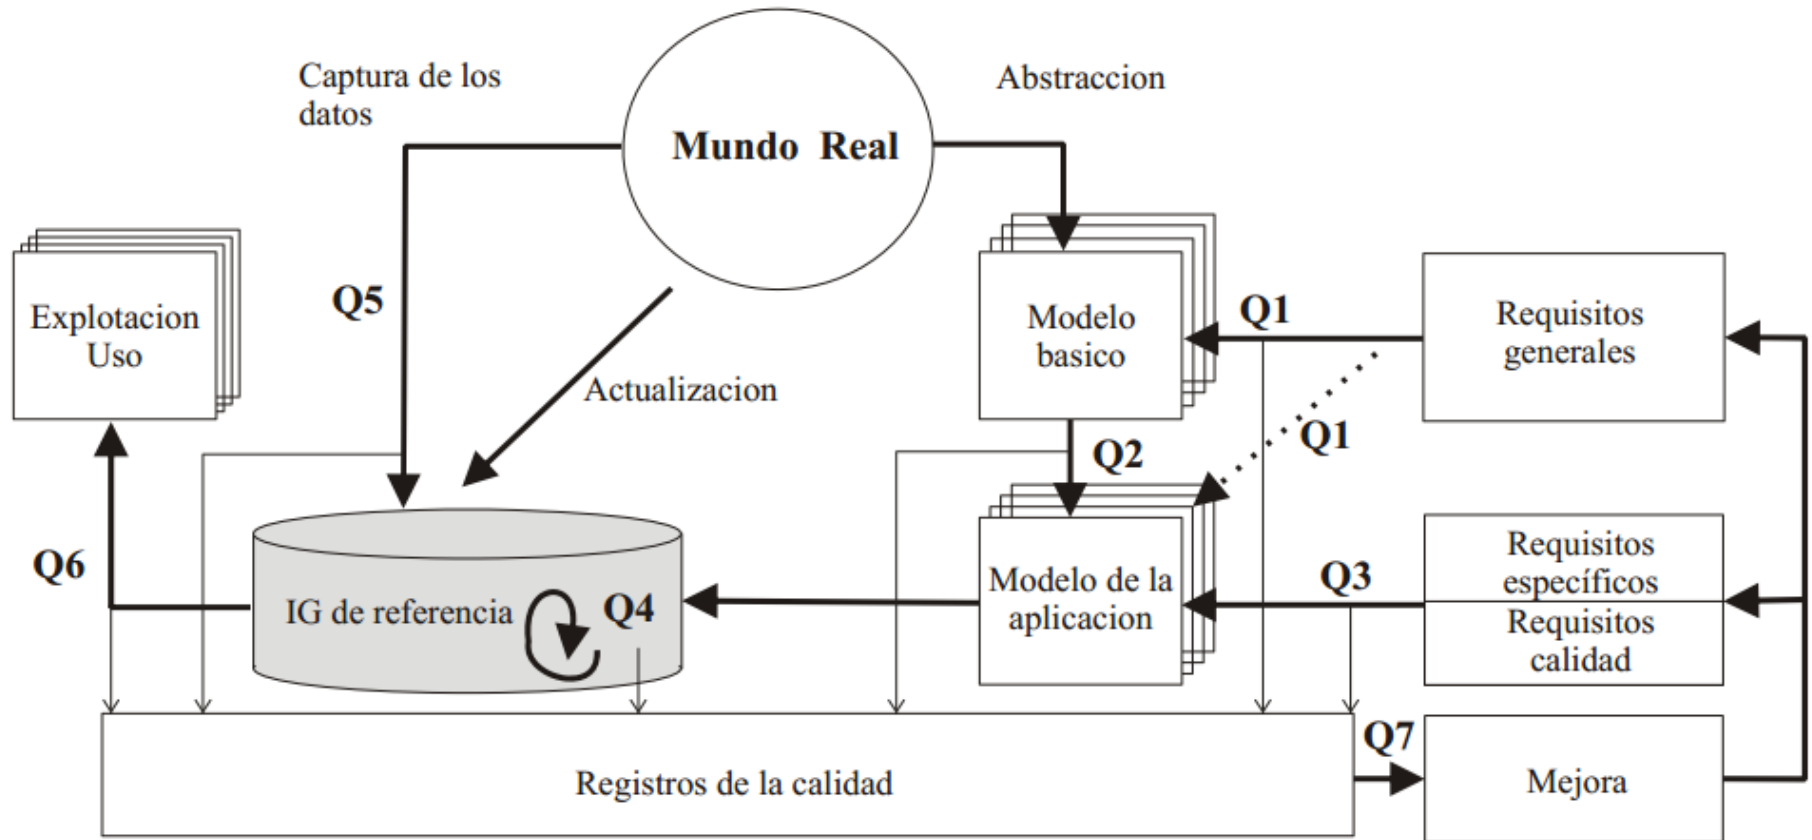 Captura de los
datos
Mundo Real
Abstraccion
Explotacion
Uso
Q5
Actualizacion
Modelo
basico
Q1
Requisitos
generales
Q1
Q2
Q6
IG de referencia
Q4
Modelo de la
aplicacion
Q3
Requisitos
específicos
Requisitos
calidad
Registros de la calidad
Q7
Mejora